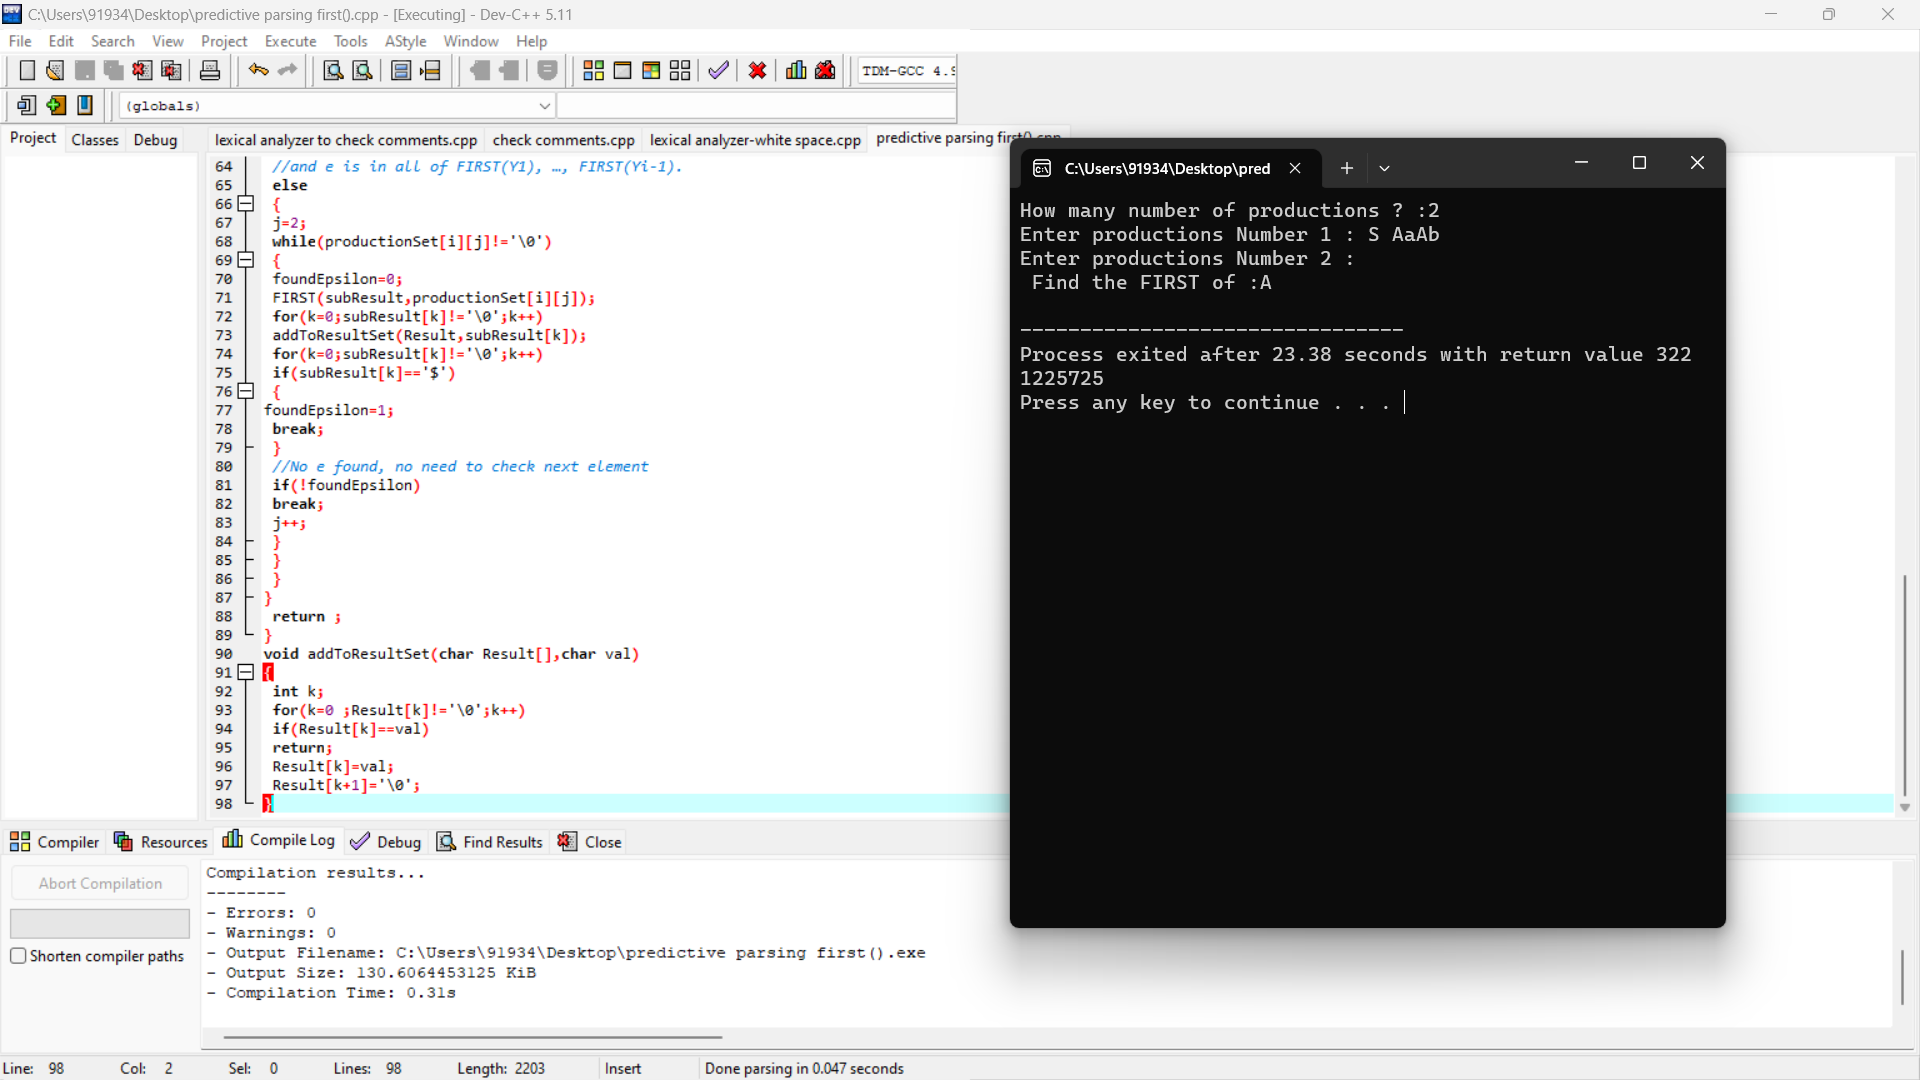 C:\Users\91934\Desktop\predictive parsing first().cpp - [Executing] - Dev-C++ 5.11
File Edit Search View Project Execute Tools AStyle Window Help
TDM-GCC 4.9
(globals)
Project Classes Debug
lexical analyzer to check comments.cpp check comments.cpp lexical analyzer-white space.cpp predictive parsing first().cpp
64 //and e is in all of FIRST(Y1), …, FIRST(Yi-1).
65 else
66 {
67 j=2;
68 while(productionSet[i][j]!='\0')
69 {
70 foundEpsilon=0;
71 FIRST(subResult,productionSet[i][j]);
72 for(k=0;subResult[k]!='\0';k++)
73 addToResultSet(Result,subResult[k]);
74 for(k=0;subResult[k]!='\0';k++)
75 if(subResult[k]=='$')
76 {
77 foundEpsilon=1;
78 break;
79 }
80 //No e found, no need to check next element
81 if(!foundEpsilon)
82 break;
83 j++;
84 }
85 }
86 }
87 }
88 return ;
89 }
90 void addToResultSet(char Result[],char val)
91 {
92 int k;
93 for(k=0 ;Result[k]!='\0';k++)
94 if(Result[k]==val)
95 return;
96 Result[k]=val;
97 Result[k+1]='\0';
98 }
C:\Users\91934\Desktop\pred
How many number of productions ? :2
Enter productions Number 1 : S AaAb
Enter productions Number 2 :
Find the FIRST of :A
--------------------------------
Process exited after 23.38 seconds with return value 322
1225725
Press any key to continue . . .
Compiler Resources Compile Log Debug Find Results Close
Abort Compilation
Shorten compiler paths
Compilation results...
--------
- Errors: 0
- Warnings: 0
- Output Filename: C:\Users\91934\Desktop\predictive parsing first().exe
- Output Size: 130.6064453125 KiB
- Compilation Time: 0.31s
Line: 98 Col: 2 Sel: 0 Lines: 98 Length: 2203 Insert Done parsing in 0.047 seconds